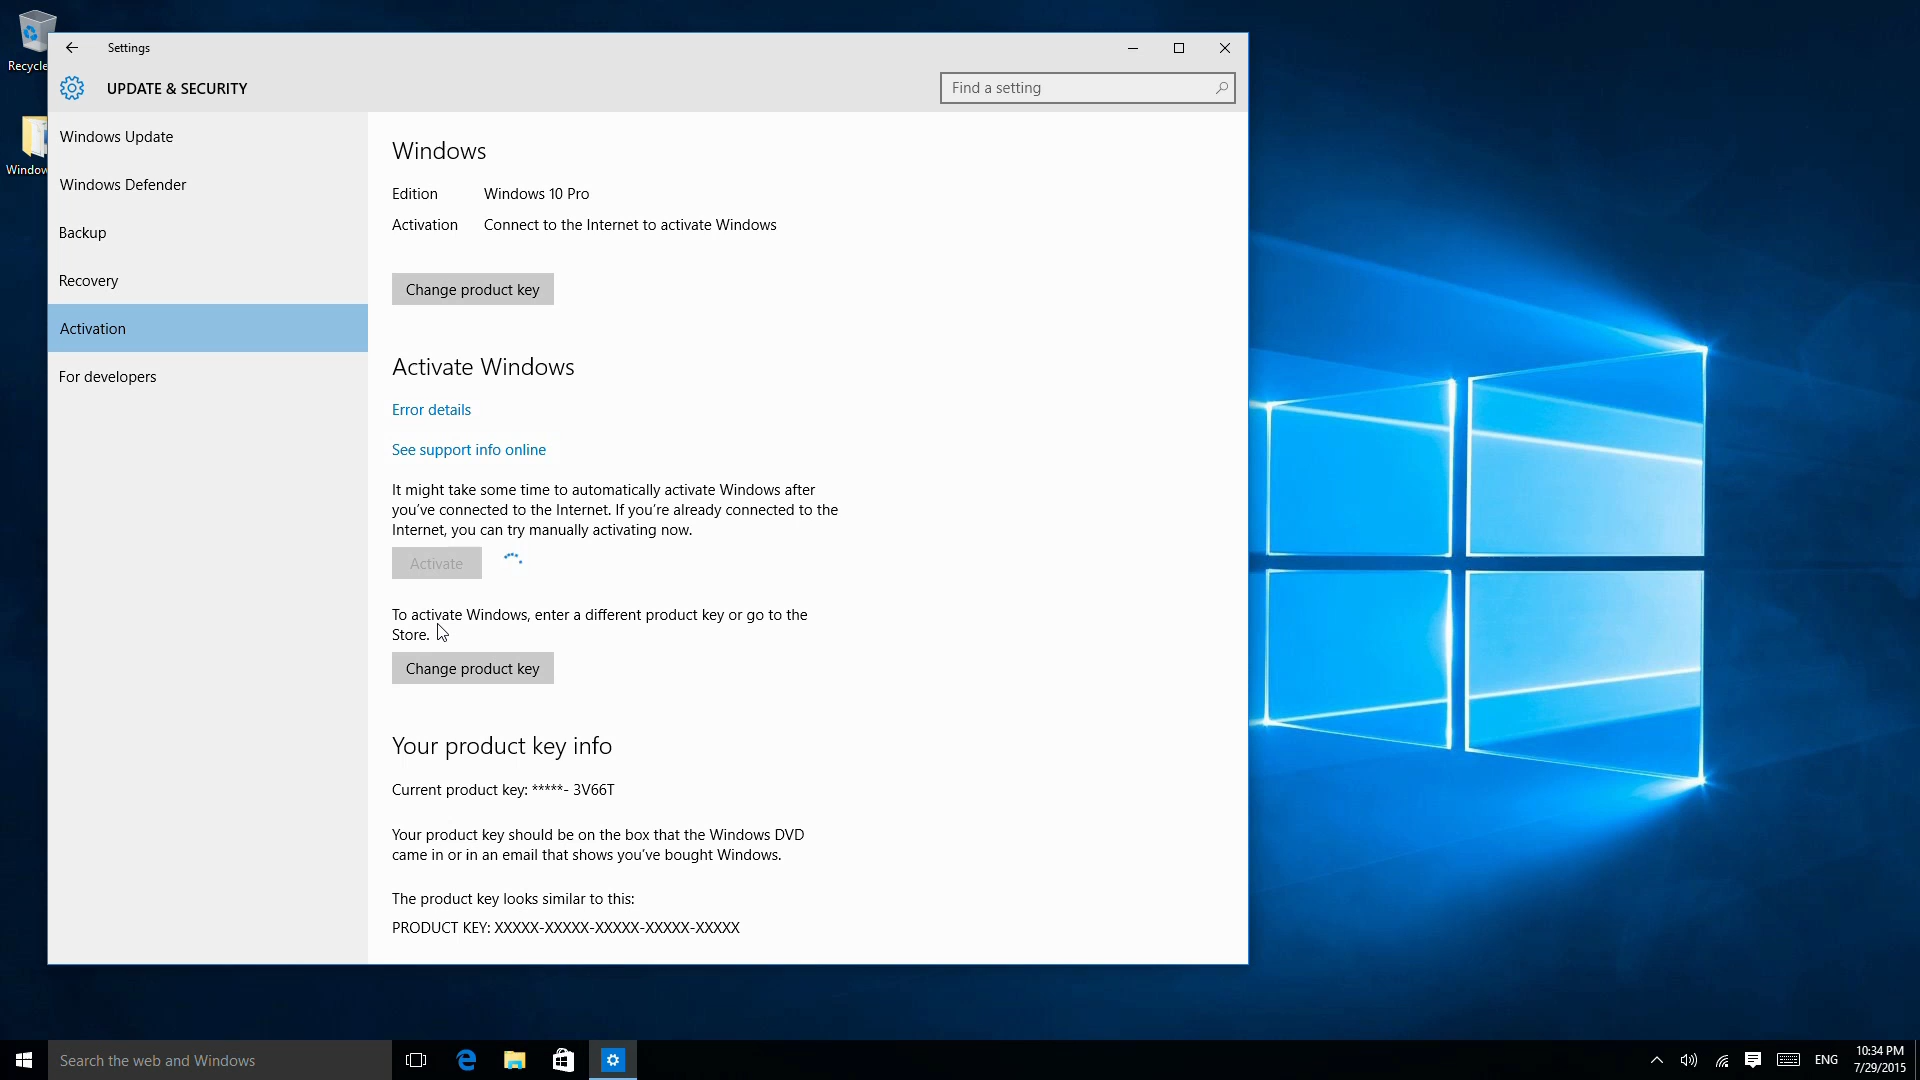 Recycle
Window
Settings
UPDATE & SECURITY
Find a setting
Windows Update
Windows Defender
Backup
Recovery
Activation
For developers
Windows
Edition Windows 10 Pro
Activation Connect to the Internet to activate Windows
Change product key
Activate Windows
Error details
See support info online
It might take some time to automatically activate Windows after
you've connected to the Internet. If you're already connected to the
Internet, you can try manually activating now.
Activate
To activate Windows, enter a different product key or go to the
Store.
Change product key
Your product key info
Current product key: *****- 3V66T
Your product key should be on the box that the Windows DVD
came in or in an email that shows you've bought Windows.
The product key looks similar to this:
PRODUCT KEY: XXXXX-XXXXX-XXXXX-XXXXX-XXXXX
Search the web and Windows
ENG
10:34 PM
7/29/2015